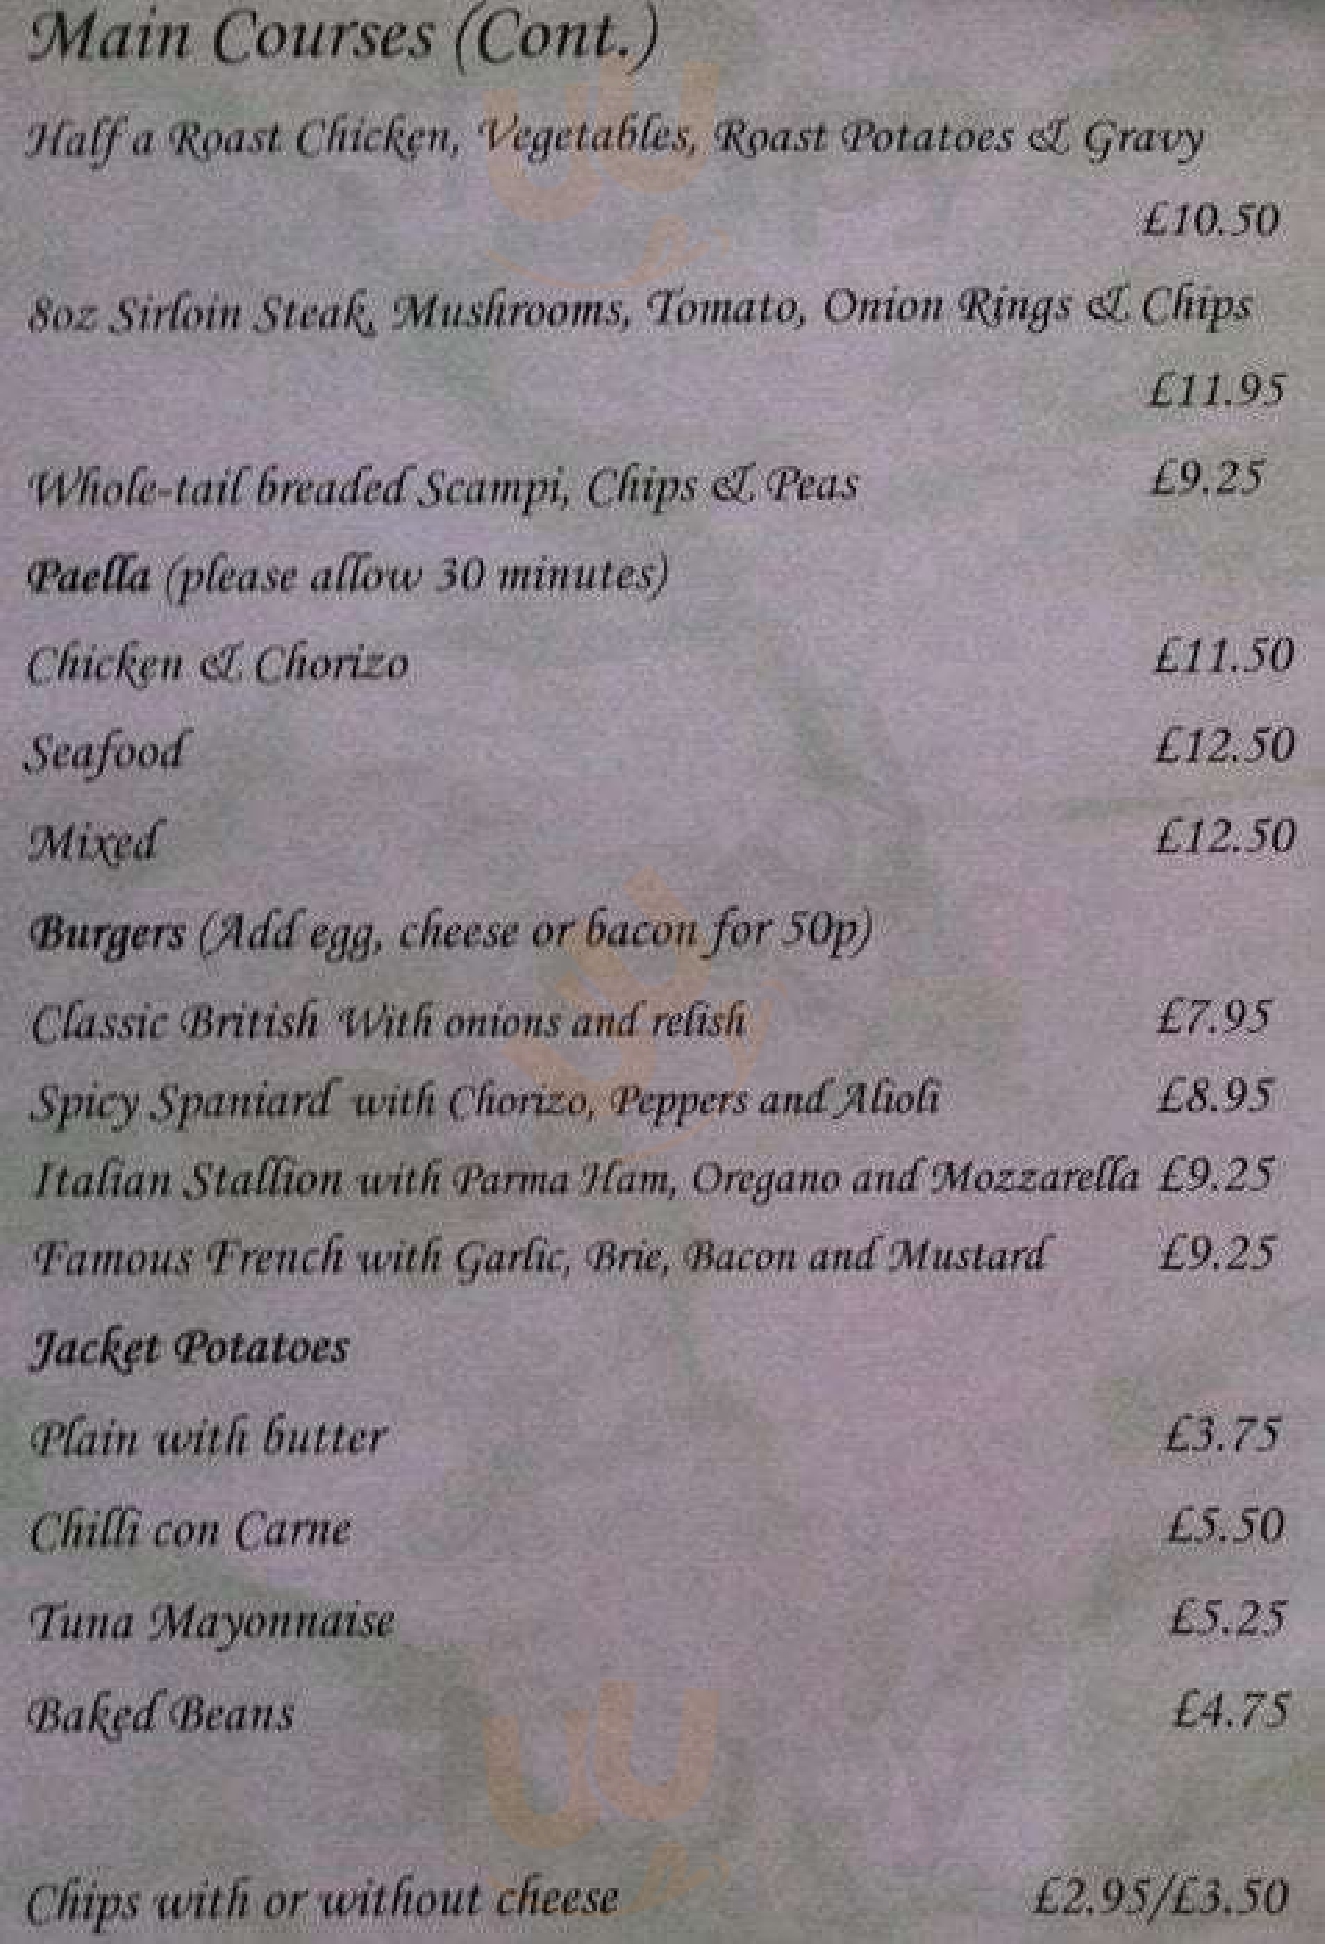 Main Courses (Cont.)
Half a Roast Chicken, Vegetables, Roast Potatoes & Gravy
£10.50
8oz Sirloin Steak, Mushrooms, Tomato, Onion Rings & Chips
£11.95
Whole-tail breaded Scampi, Chips & Peas £9.25
Paella (please allow 30 minutes)
Chicken & Chorizo £11.50
Seafood £12.50
Mixed £12.50
Burgers (Add egg, cheese or bacon for 50p)
Classic British With onions and relish £7.95
Spicy Spaniard with Chorizo, Peppers and Alioli £8.95
Italian Stallion with Parma Ham, Oregano and Mozzarella £9.25
Famous French with Garlic, Brie, Bacon and Mustard £9.25
Jacket Potatoes
Plain with butter £3.75
Chilli con Carne £5.50
Tuna Mayonnaise £5.25
Baked Beans £4.75
Chips with or without cheese £2.95/£3.50